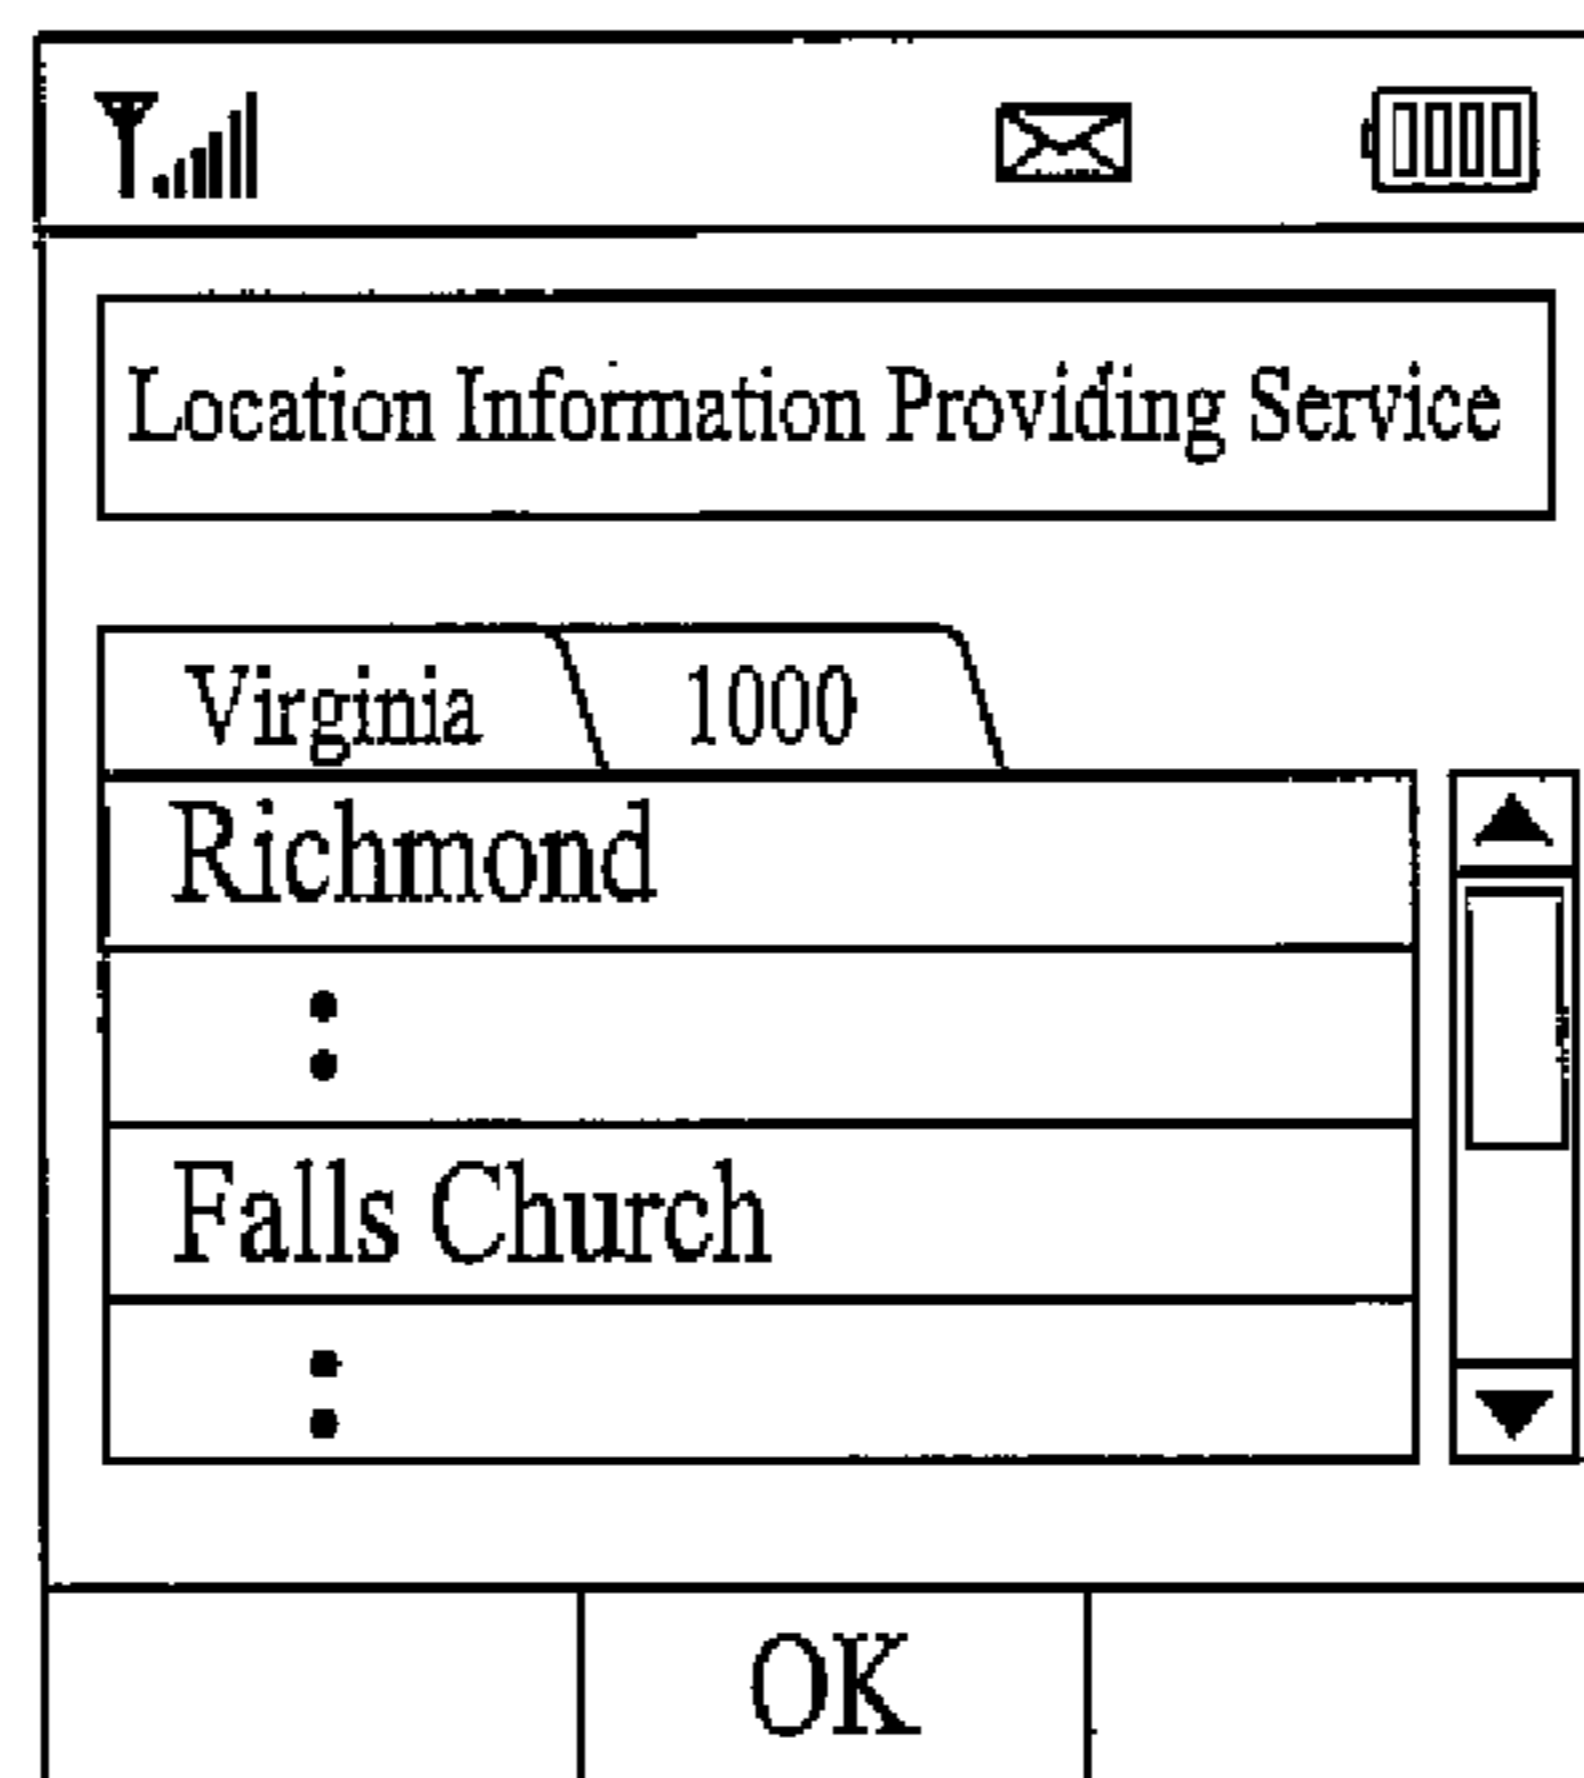 Location Information Providing Service
Virginia 1000
Richmond
:
Falls Church
:
OK